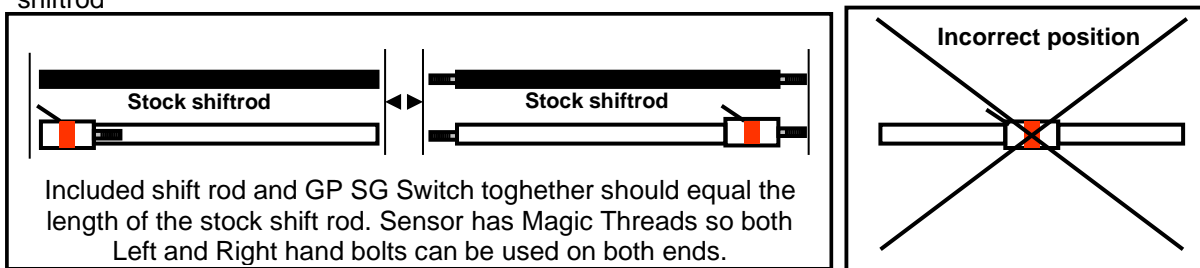 shiftrod
Stock shiftrod
Stock shiftrod
Included shift rod and GP SG Switch toghether should equal the
length of the stock shift rod. Sensor has Magic Threads so both
Left and Right hand bolts can be used on both ends.
Incorrect position